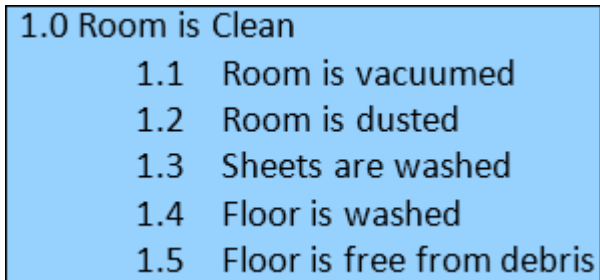 1.0 Room is Clean
1.1 Room is vacuumed
1.2 Room is dusted
1.3 Sheets are washed
1.4 Floor is washed
1.5 Floor is free from debris